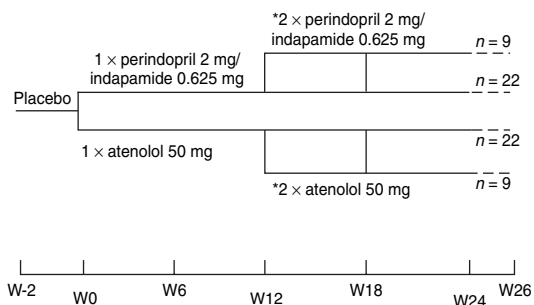 *2 × perindopril 2 mg/
indapamide 0.625 mg
n = 9
1 × perindopril 2 mg/
indapamide 0.625 mg
n = 22
Placebo
n = 22
1 × atenolol 50 mg
*2 × atenolol 50 mg
n = 9
W-2
W0
W6
W12
W18
W24
W26